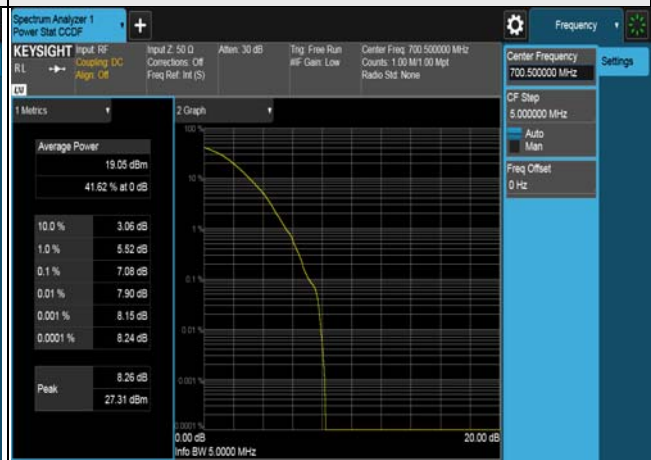 Spectrum Analyzer 1
Power Stat CCDF
+
Frequency
KEYSIGHT
RL
LV
Input: RF
Coupling: DC
Align: Off
Input Z: 50 Ω
Corrections: Off
Freq Ref: Int (S)
Atten: 30 dB
Trig: Free Run
#IF Gain: Low
Center Freq: 700.500000 MHz
Counts: 1.00 M/1.00 Mpt
Radio Std: None
Center Frequency
700.500000 MHz
Settings
CF Step
5.000000 MHz
Auto
Man
Freq Offset
0 Hz
1 Metrics
Average Power
19.05 dBm
41.62 % at 0 dB
10.0 % 3.06 dB
1.0 % 5.52 dB
0.1 % 7.08 dB
0.01 % 7.90 dB
0.001 % 8.15 dB
0.0001 % 8.24 dB
Peak
8.26 dB
27.31 dBm
2 Graph
100 %
10 %
1 %
0.1 %
0.01 %
0.001 %
0.0001 %
0.00 dB
20.00 dB
Info BW 5.0000 MHz